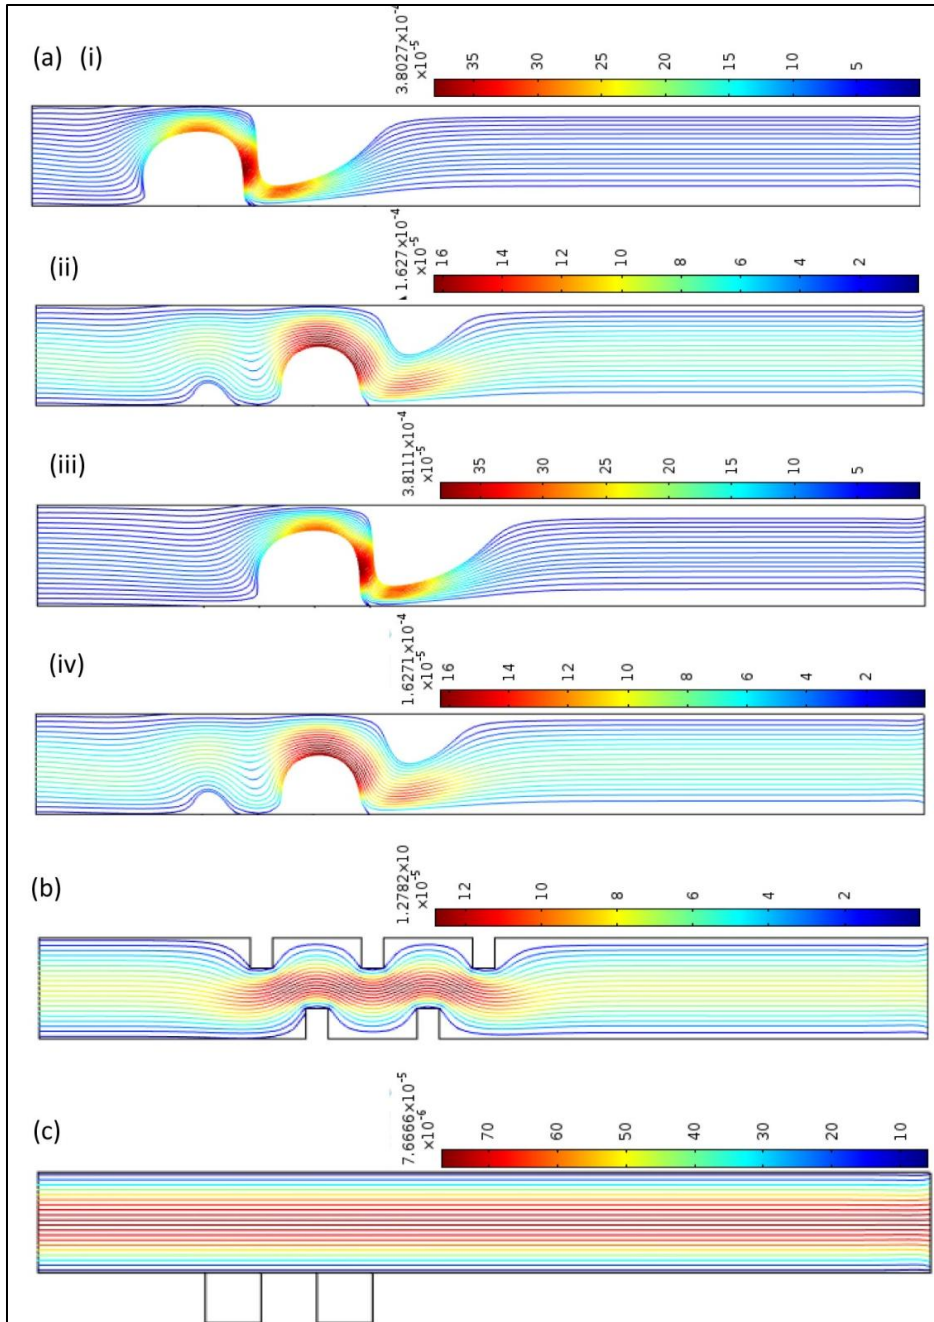 (a) (i)
3.8027×10⁻⁴
×10⁻⁵
35 30 25 20 15 10 5
(ii)
1.627×10⁻⁴
×10⁻⁵
16 14 12 10 8 6 4 2
(iii)
3.8111×10⁻⁴
×10⁻⁵
35 30 25 20 15 10 5
(iv)
1.6271×10⁻⁴
×10⁻⁵
16 14 12 10 8 6 4 2
(b)
1.2782×10
×10⁻⁵
12 10 8 6 4 2
(c)
7.6666×10⁻⁵
×10⁻⁶
70 60 50 40 30 20 10